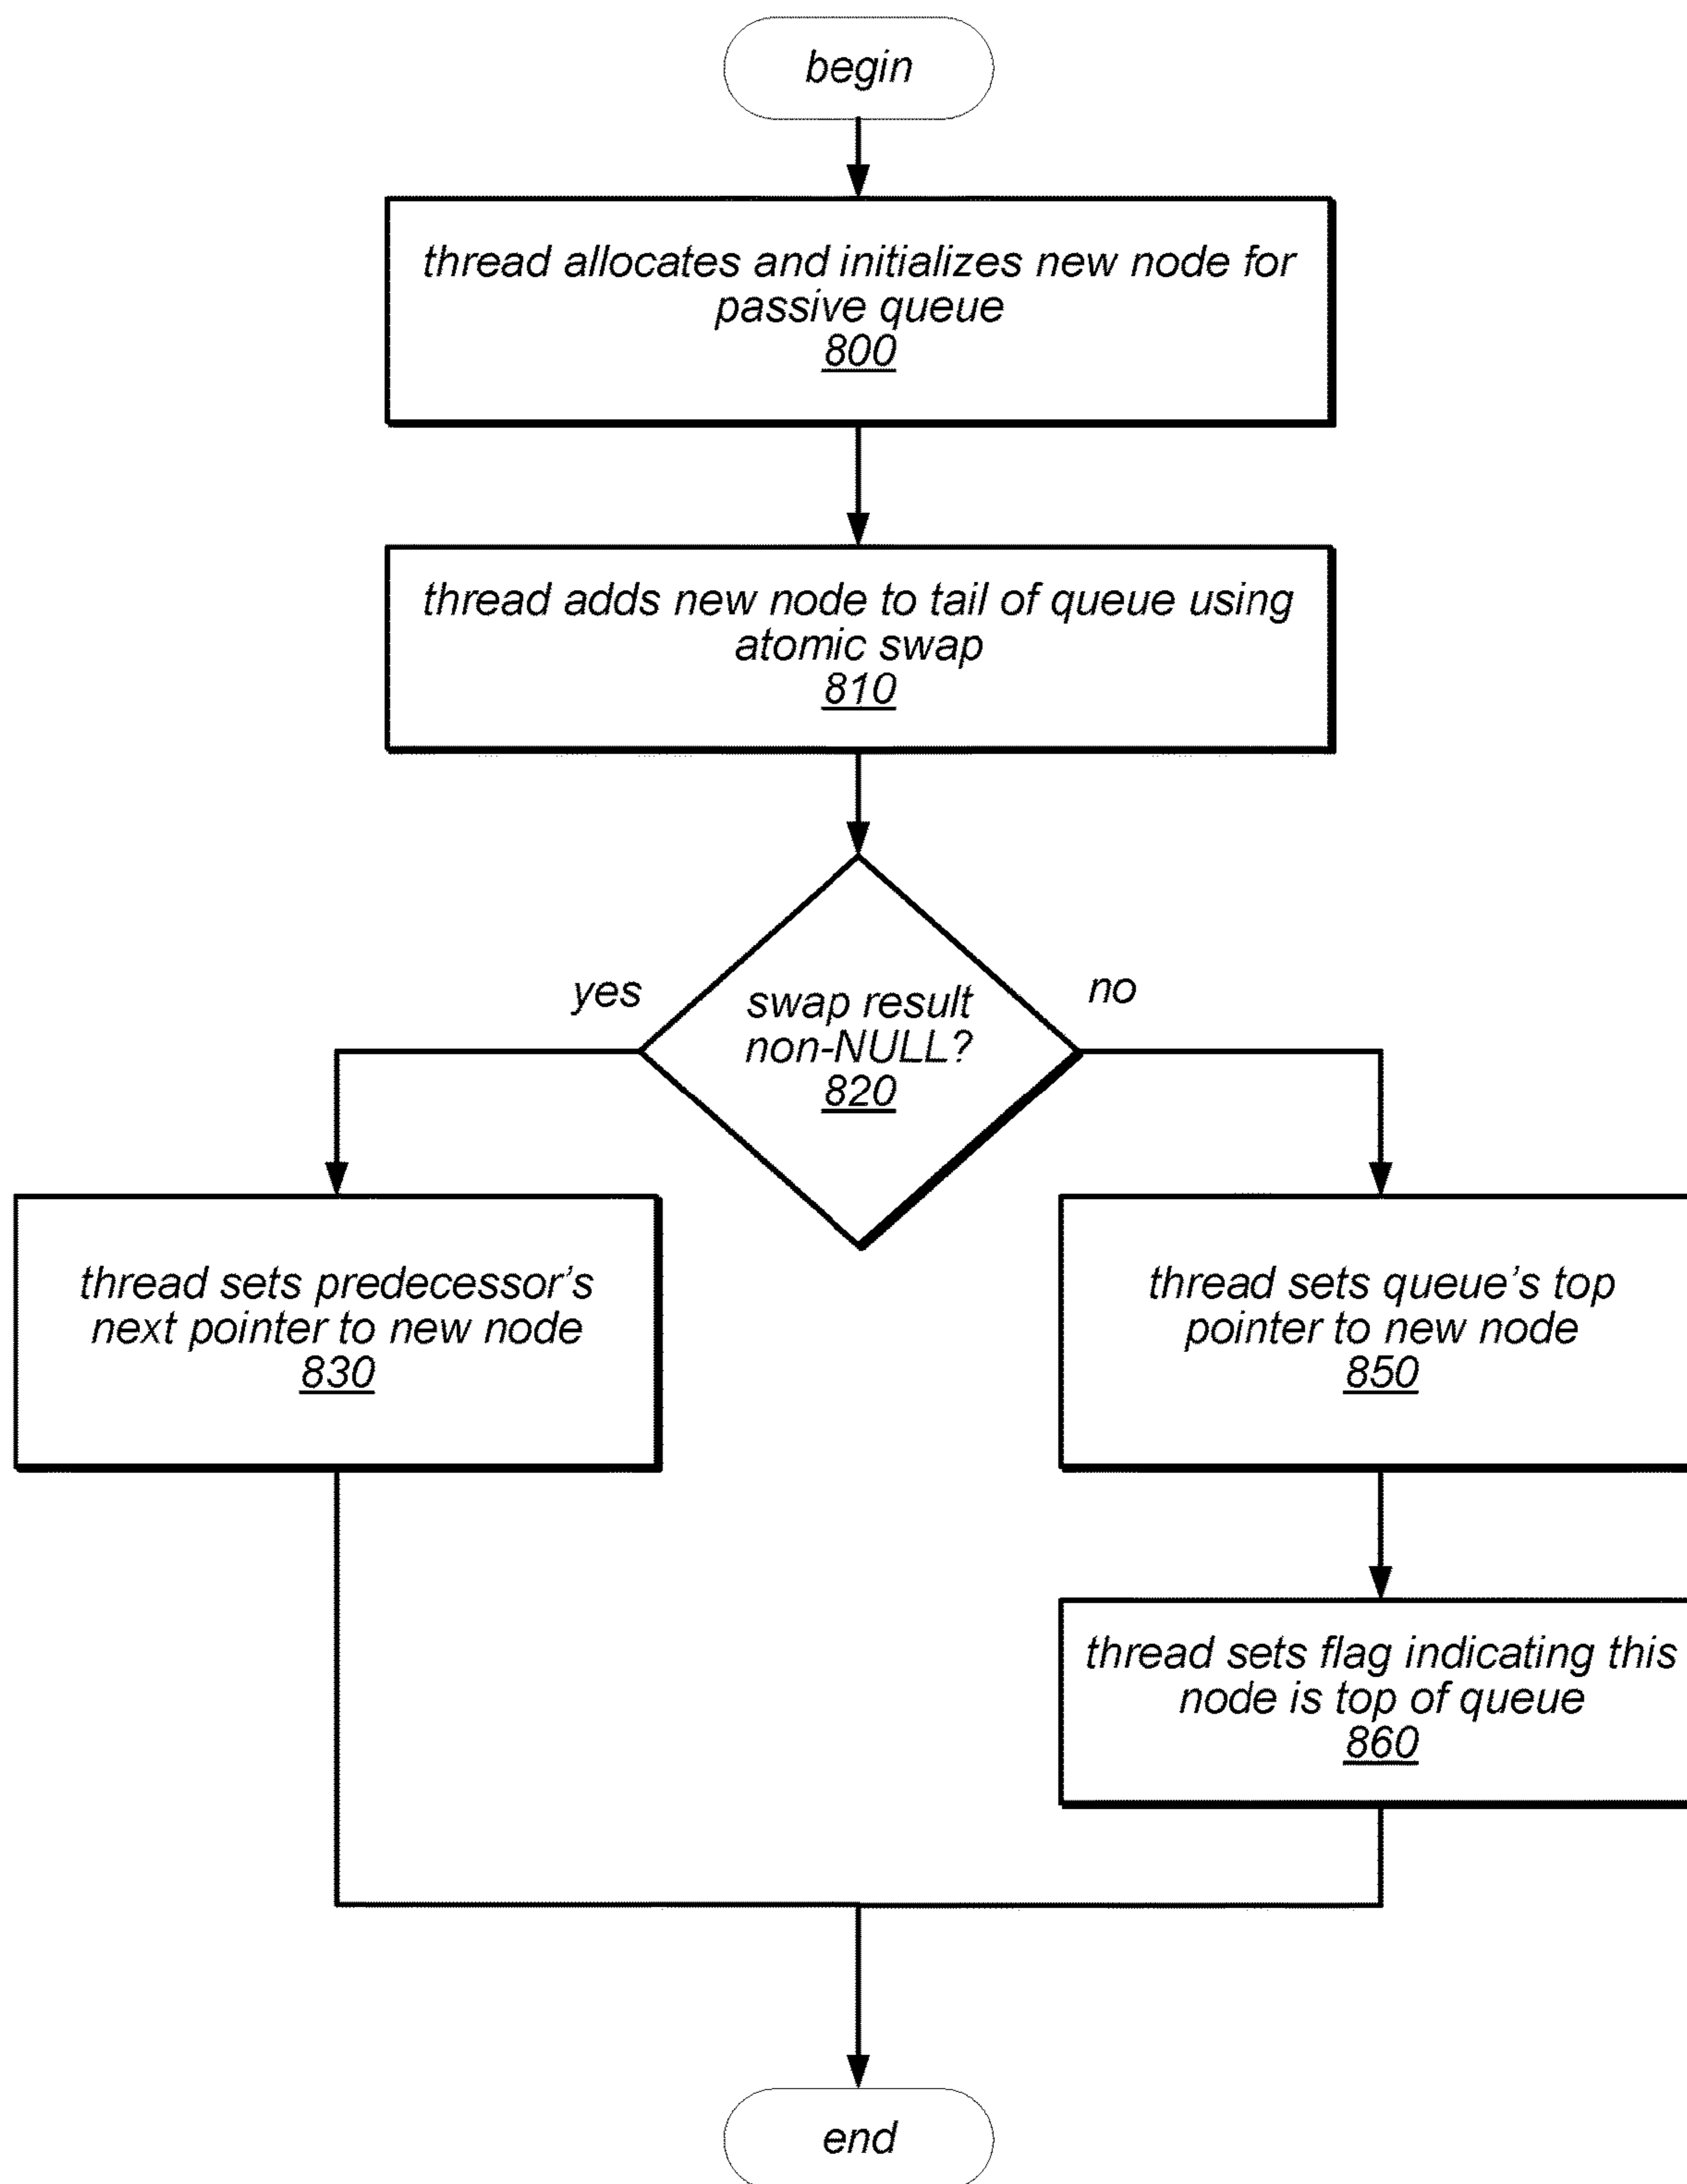 begin
thread allocates and initializes new node for
passive queue
800
thread adds new node to tail of queue using
atomic swap
810
yes
no
swap result
non-NULL?
820
thread sets predecessor's
next pointer to new node
830
thread sets queue's top
pointer to new node
850
thread sets flag indicating this
node is top of queue
860
end